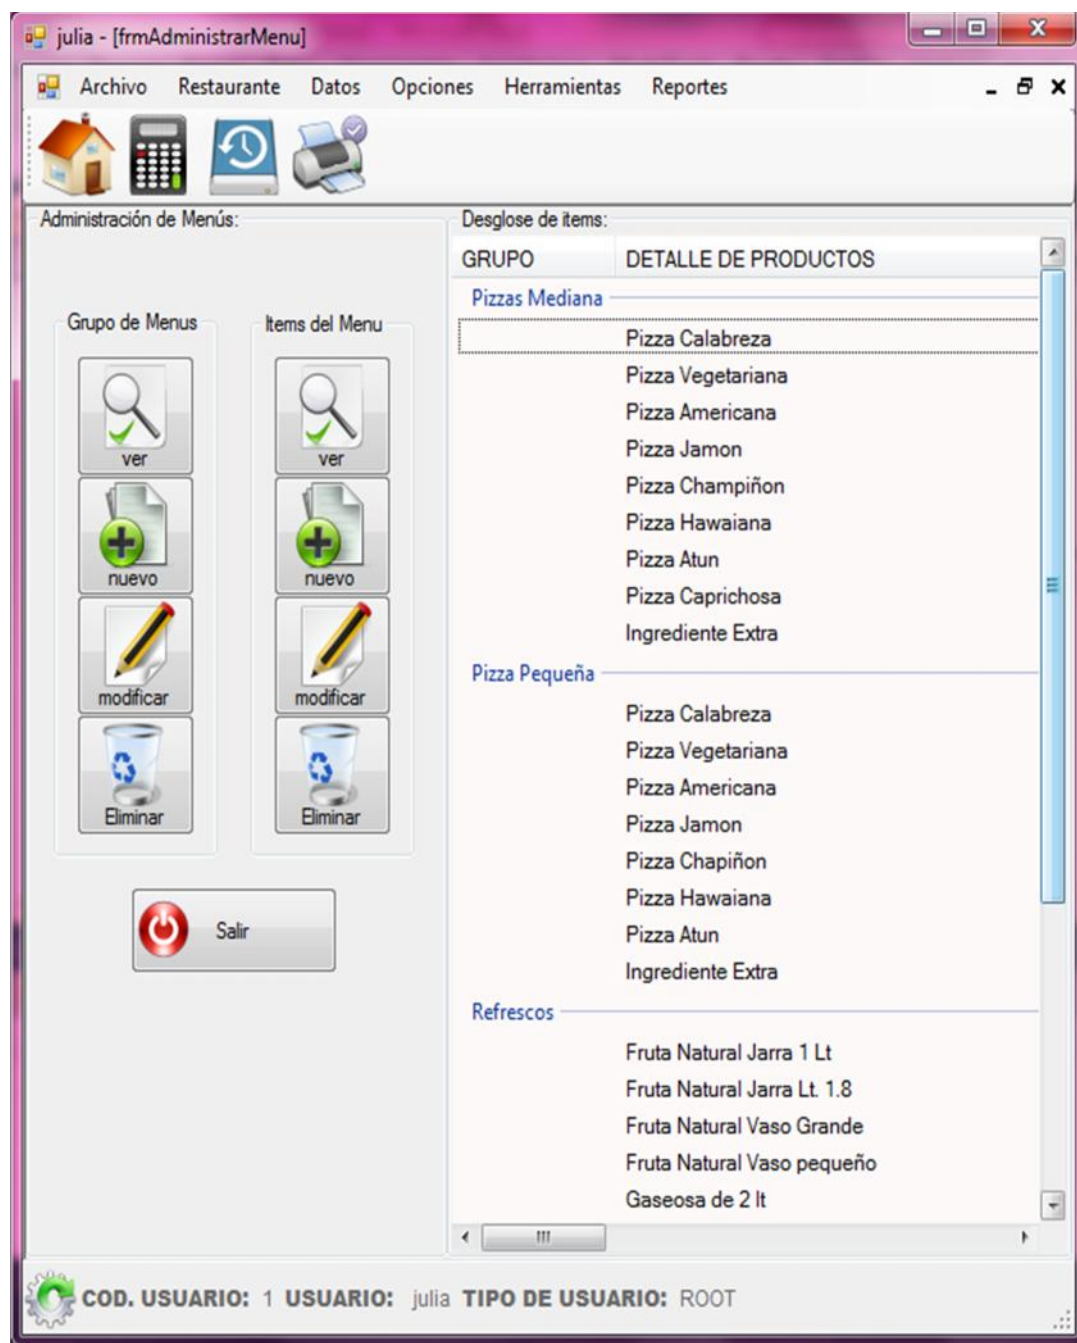 julia - [frmAdministrarMenu]
Archivo Restaurante Datos Opciones Herramientas Reportes
Administración de Menús:
Grupo de Menus
ver
nuevo
modificar
Eliminar
Items del Menu
ver
nuevo
modificar
Eliminar
Salir
Desglose de items:
GRUPO DETALLE DE PRODUCTOS
Pizzas Mediana
Pizza Calabreza
Pizza Vegetariana
Pizza Americana
Pizza Jamon
Pizza Champiñon
Pizza Hawaiana
Pizza Atun
Pizza Caprichosa
Ingrediente Extra
Pizza Pequeña
Pizza Calabreza
Pizza Vegetariana
Pizza Americana
Pizza Jamon
Pizza Chapiñon
Pizza Hawaiana
Pizza Atun
Ingrediente Extra
Refrescos
Fruta Natural Jarra 1 Lt
Fruta Natural Jarra Lt. 1.8
Fruta Natural Vaso Grande
Fruta Natural Vaso pequeño
Gaseosa de 2 lt
COD. USUARIO: 1 USUARIO: julia TIPO DE USUARIO: ROOT